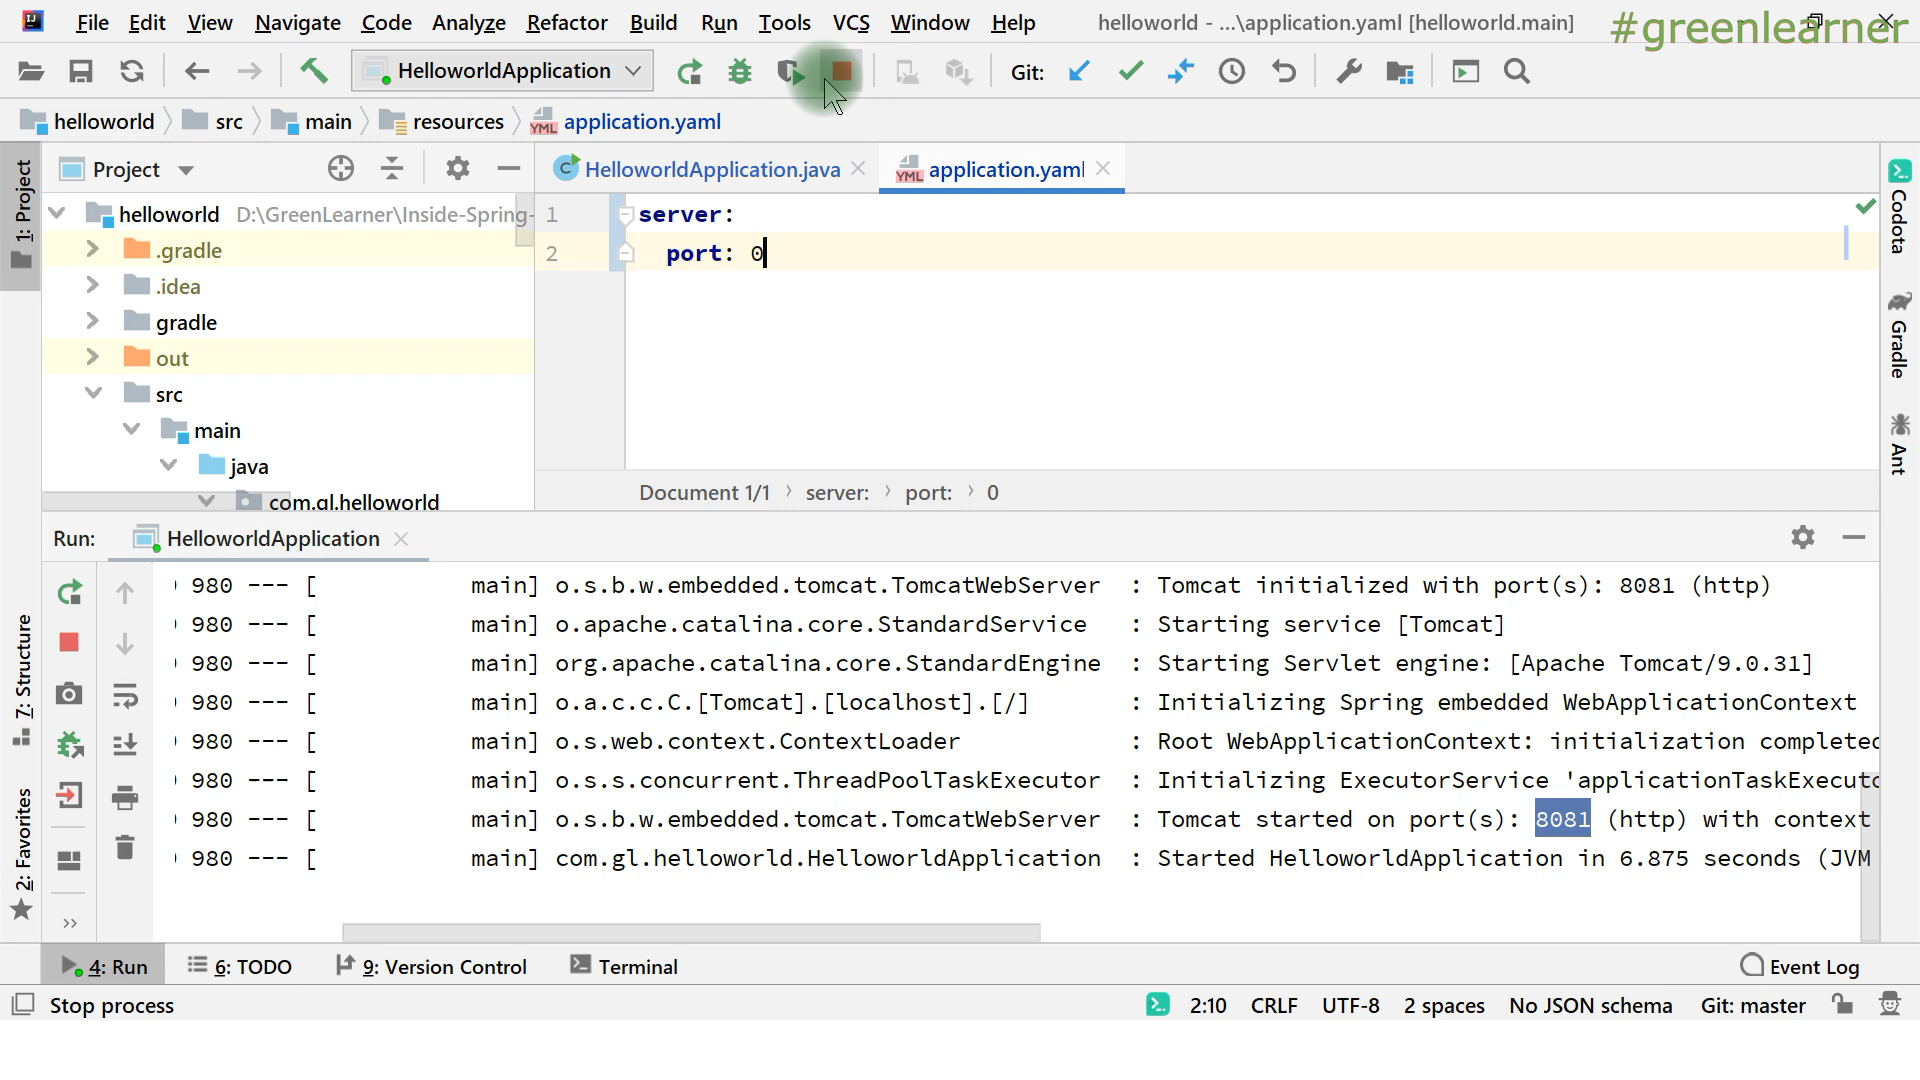 File Edit View Navigate Code Analyze Refactor Build Run Tools VCS Window Help helloworld - ...\application.yaml [helloworld.main]
#greenlearner
HelloworldApplication Git:
helloworld src main resources application.yaml
1: Project
Project
HelloworldApplication.java
application.yaml
helloworld D:\GreenLearner\Inside-Spring-
.gradle
.idea
gradle
out
src
main
java
com.gl.helloworld
1 server:
2 port: 0
Document 1/1 › server: › port: › 0
Codota
Gradle
Ant
Run: HelloworldApplication
980 --- [ main] o.s.b.w.embedded.tomcat.TomcatWebServer : Tomcat initialized with port(s): 8081 (http)
980 --- [ main] o.apache.catalina.core.StandardService : Starting service [Tomcat]
980 --- [ main] org.apache.catalina.core.StandardEngine : Starting Servlet engine: [Apache Tomcat/9.0.31]
980 --- [ main] o.a.c.c.C.[Tomcat].[localhost].[/] : Initializing Spring embedded WebApplicationContext
980 --- [ main] o.s.web.context.ContextLoader : Root WebApplicationContext: initialization completed
980 --- [ main] o.s.s.concurrent.ThreadPoolTaskExecutor : Initializing ExecutorService 'applicationTaskExecuto
980 --- [ main] o.s.b.w.embedded.tomcat.TomcatWebServer : Tomcat started on port(s): 8081 (http) with context
980 --- [ main] com.gl.helloworld.HelloworldApplication : Started HelloworldApplication in 6.875 seconds (JVM
7: Structure
2: Favorites
4: Run 6: TODO 9: Version Control Terminal Event Log
Stop process 2:10 CRLF UTF-8 2 spaces No JSON schema Git: master